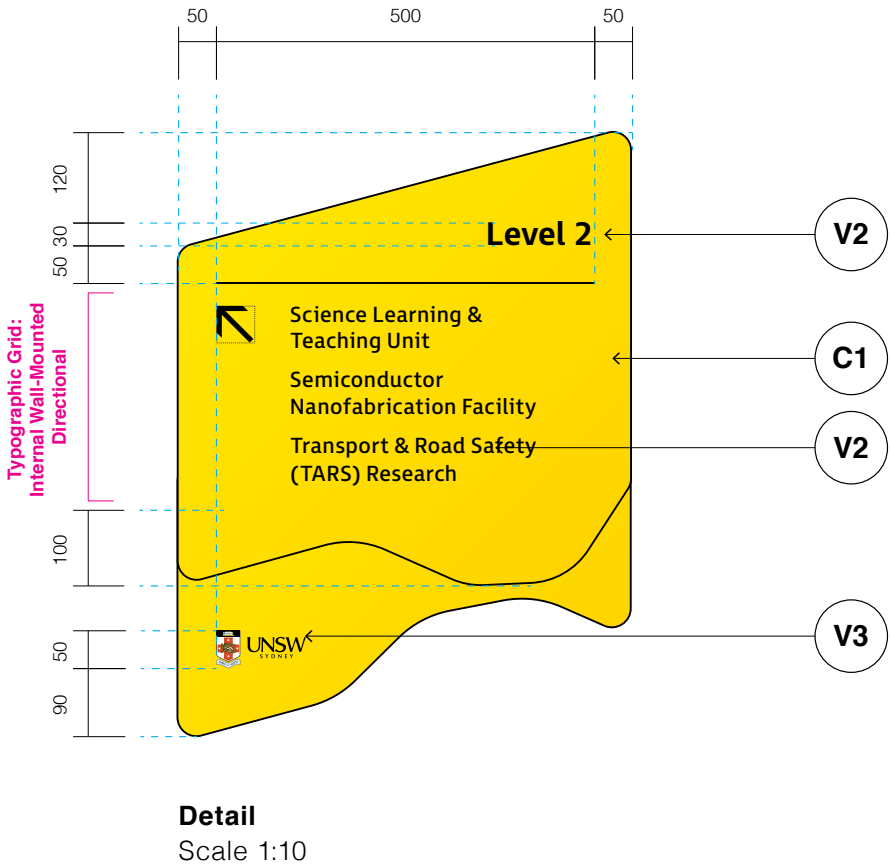 50 500 50
120
30
50
Level 2
V2
Typographic Grid:
Internal Wall-Mounted
Directional
Science Learning &
Teaching Unit
Semiconductor
Nanofabrication Facility
Transport & Road Safety
(TARS) Research
C1
V2
100
50
UNSW
SYDNEY
V3
90
Detail
Scale 1:10